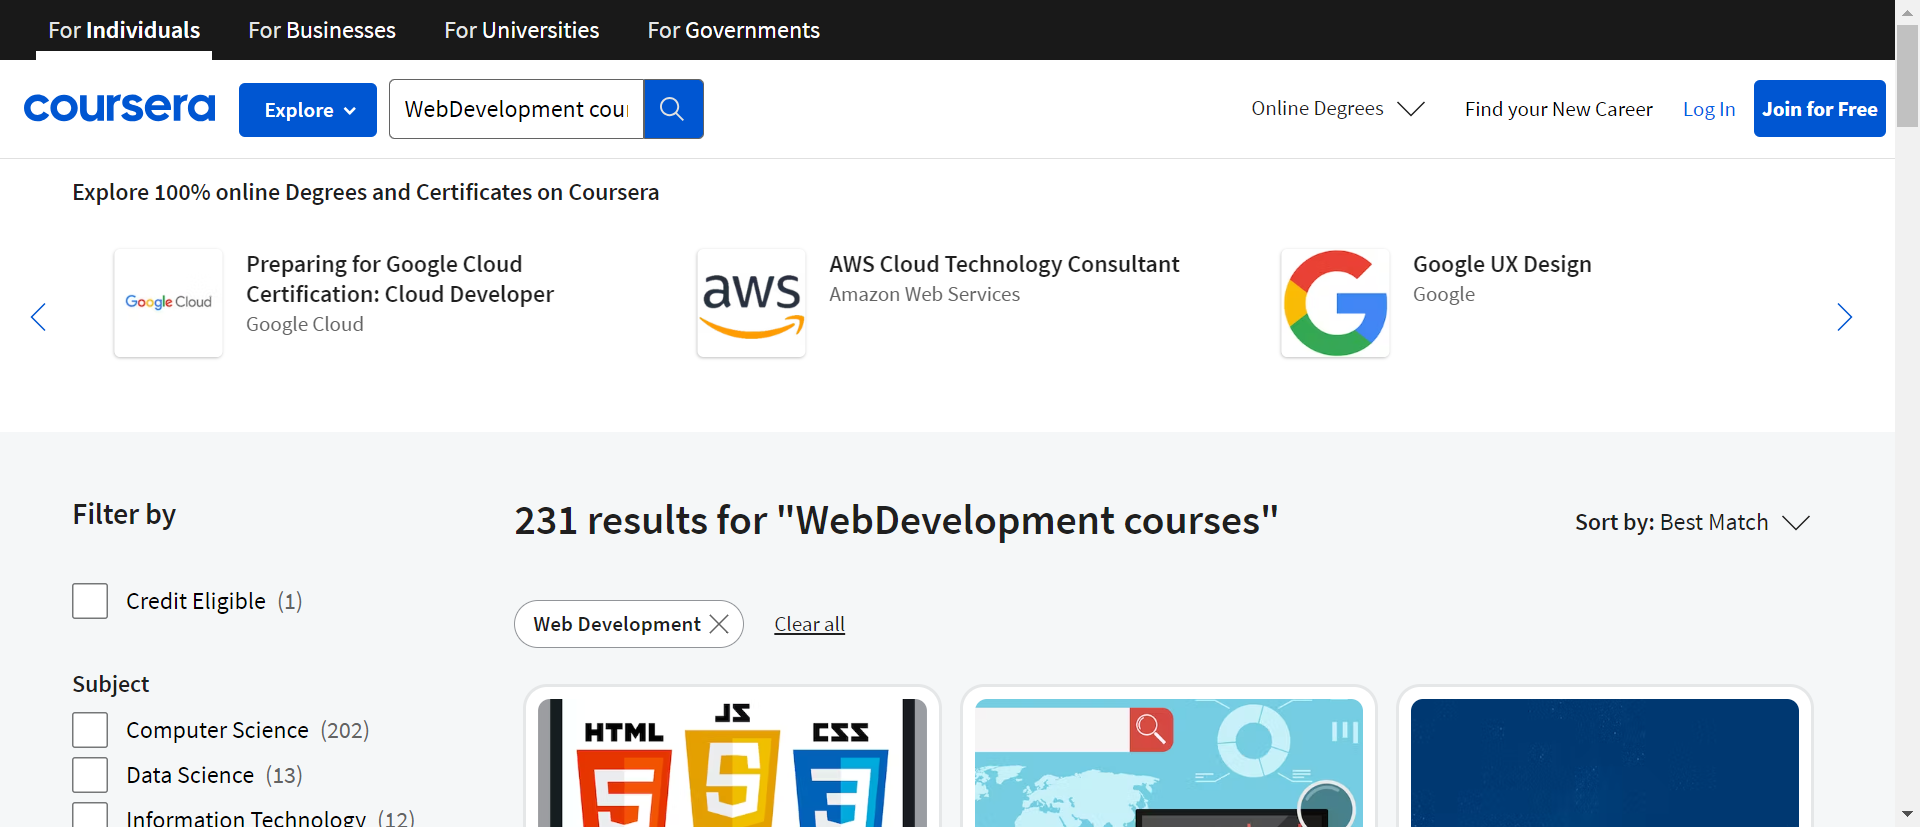 For Individuals For Businesses For Universities For Governments
coursera Explore WebDevelopment cour Online Degrees Find your New Career Log In Join for Free
Explore 100% online Degrees and Certificates on Coursera
Google Cloud
Preparing for Google Cloud
Certification: Cloud Developer
Google Cloud
aws
AWS Cloud Technology Consultant
Amazon Web Services
Google UX Design
Google
Filter by
Credit Eligible (1)
Subject
Computer Science (202)
Data Science (13)
Information Technology (12)
231 results for "WebDevelopment courses"
Sort by: Best Match
Web Development Clear all
HTML JS CSS